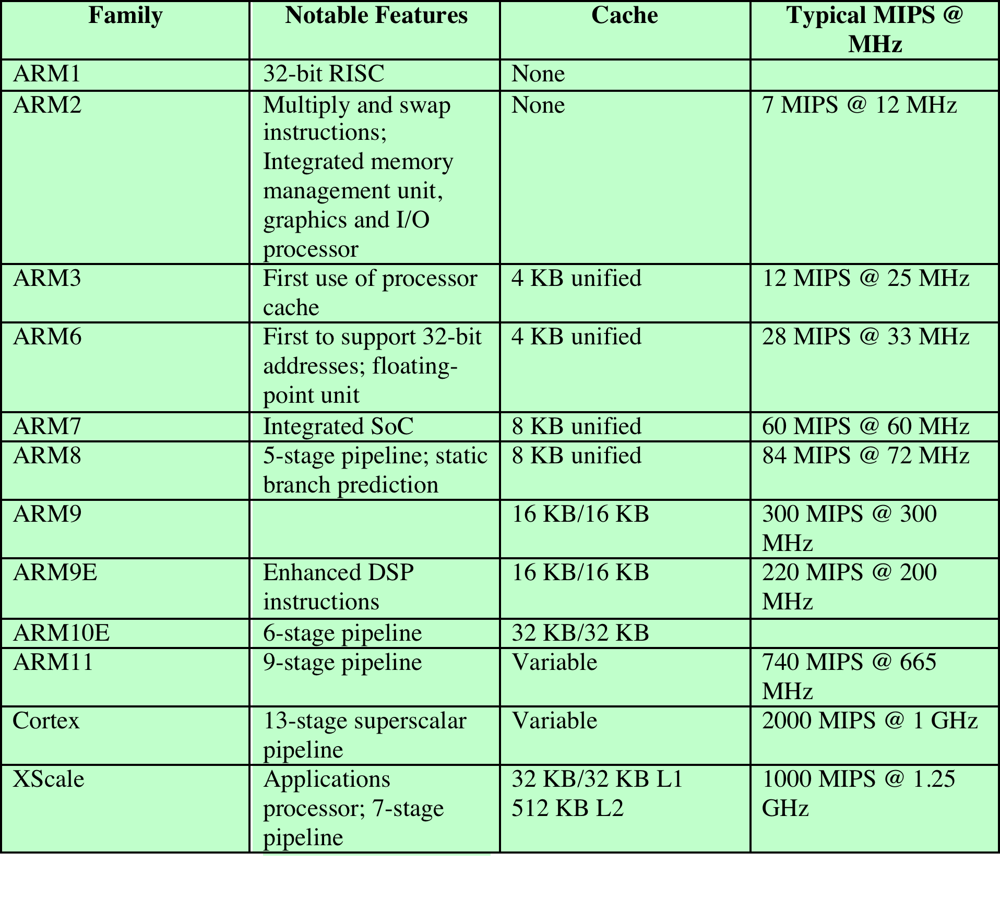 Family
Notable Features
Cache
Typical MIPS @
MHz
ARM1
32-bit RISC
None
ARM2
Multiply and swap
instructions;
Integrated memory
management unit,
graphics and I/O
processor
None
7 MIPS @ 12 MHz
ARM3
First use of processor
cache
4 KB unified
12 MIPS @ 25 MHz
ARM6
First to support 32-bit
addresses; floating-
point unit
4 KB unified
28 MIPS @ 33 MHz
ARM7
Integrated SoC
8 KB unified
60 MIPS @ 60 MHz
ARM8
5-stage pipeline; static
branch prediction
8 KB unified
84 MIPS @ 72 MHz
ARM9
16 KB/16 KB
300 MIPS @ 300
MHz
ARM9E
Enhanced DSP
instructions
16 KB/16 KB
220 MIPS @ 200
MHz
ARM10E
6-stage pipeline
32 KB/32 KB
ARM11
9-stage pipeline
Variable
740 MIPS @ 665
MHz
Cortex
13-stage superscalar
pipeline
Variable
2000 MIPS @ 1 GHz
XScale
Applications
processor; 7-stage
pipeline
32 KB/32 KB L1
512 KB L2
1000 MIPS @ 1.25
GHz